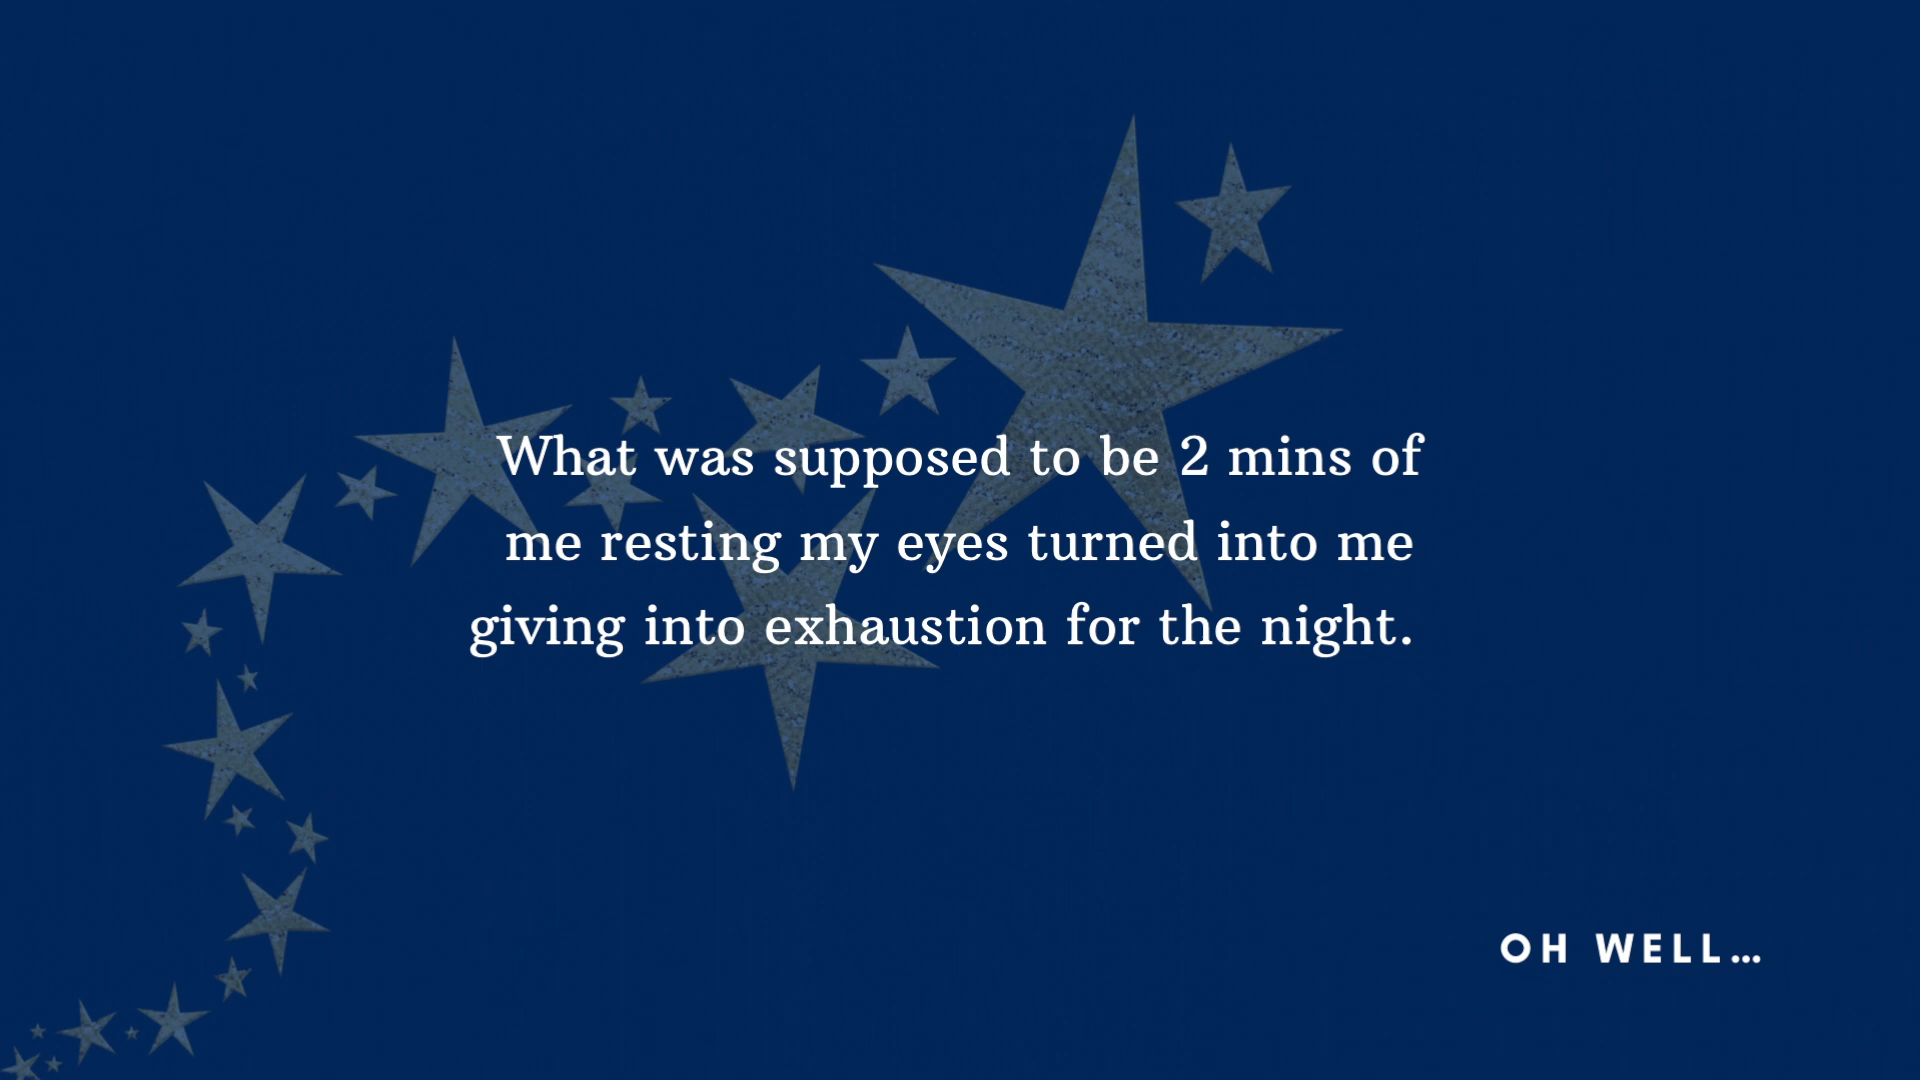 What was supposed to be 2 mins of
me resting my eyes turned into me
giving into exhaustion for the night.
OH WELL...